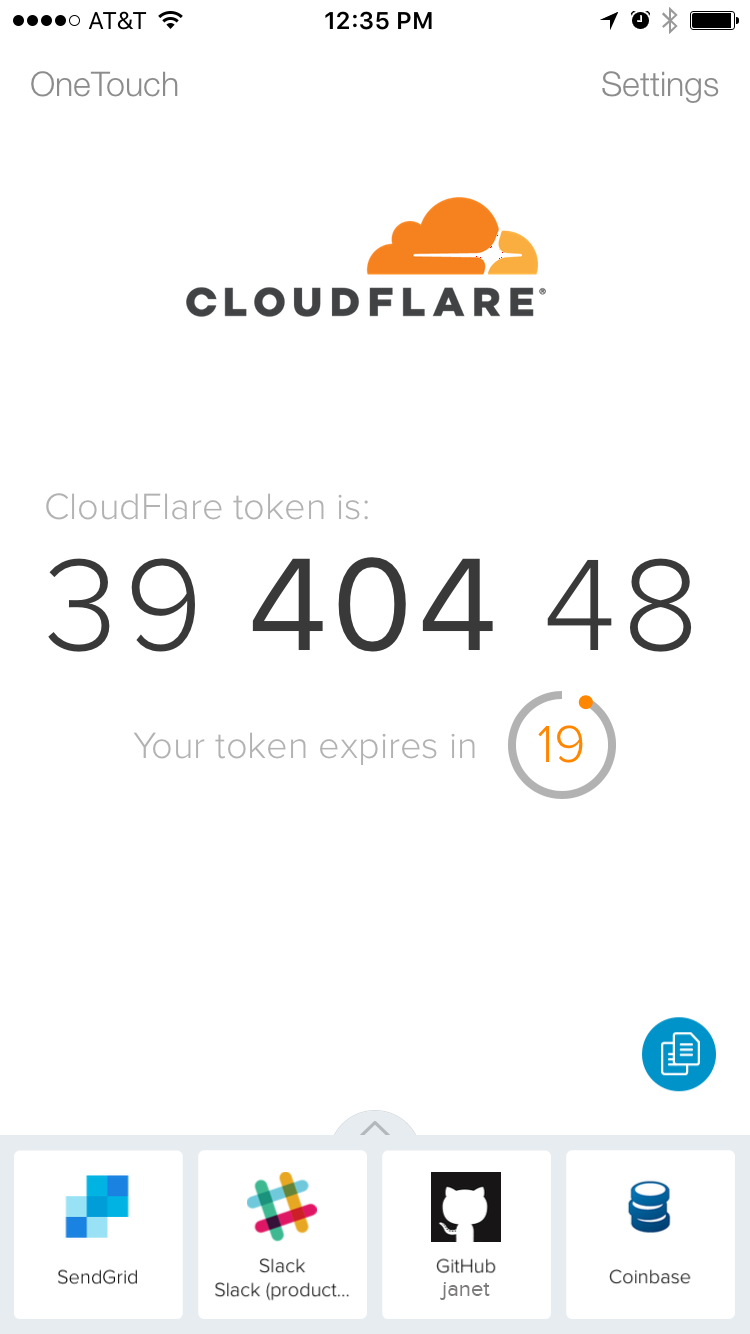 AT&T 12:35 PM
OneTouch Settings
CLOUDFLARE®
CloudFlare token is:
39 404 48
Your token expires in 19
SendGrid
Slack
Slack (product...
GitHub
janet
Coinbase